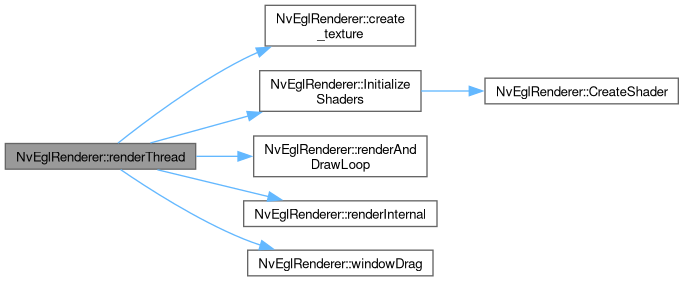 NvEglRenderer::renderThread
NvEglRenderer::create
_texture
NvEglRenderer::Initialize
Shaders
NvEglRenderer::CreateShader
NvEglRenderer::renderAnd
DrawLoop
NvEglRenderer::renderInternal
NvEglRenderer::windowDrag